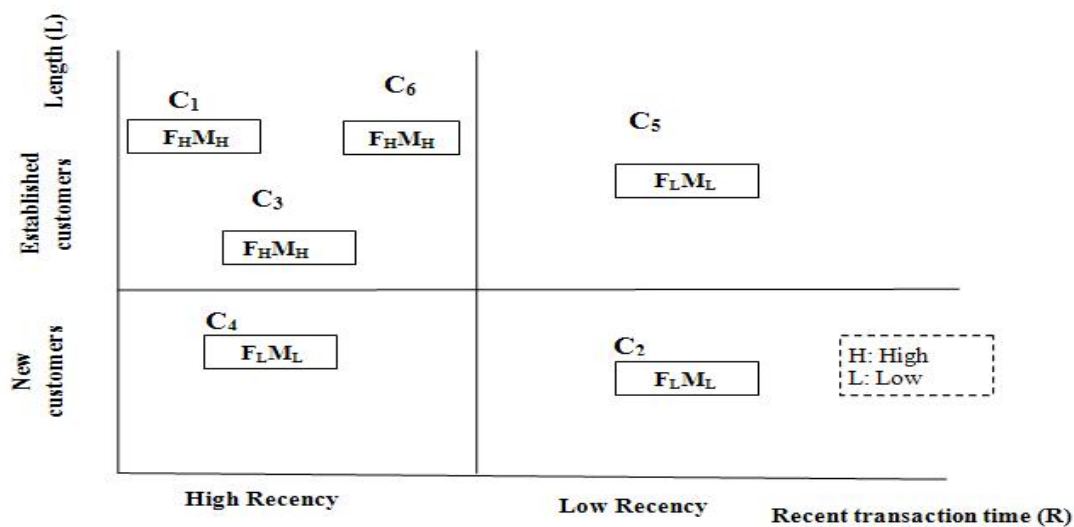 Length (L)
Established
customers
New
customers
C₁
FHMH
C₆
FHMH
C₃
FHMH
C₅
FLML
C₄
FLML
C₂
FLML
H: High
L: Low
High Recency
Low Recency
Recent transaction time (R)